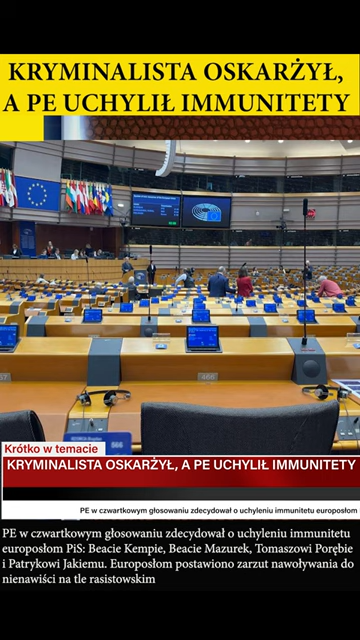 KRYMINALISTA OSKARŻYŁ,
A PE UCHYLIŁ IMMUNITETY
466
Krótko w temacie
KRYMINALISTA OSKARŻYŁ, A PE UCHYLIŁ IMMUNITETY
PE w czwartkowym głosowaniu zdecydował o uchyleniu immunitetu europosłom
PE w czwartkowym głosowaniu zdecydował o uchyleniu immunitetu
europosłom PiS: Beacie Kempie, Beacie Mazurek, Tomaszowi Porębie
i Patrykowi Jakiemu. Europosłom postawiono zarzut nawoływania do
nienawiści na tle rasistowskim